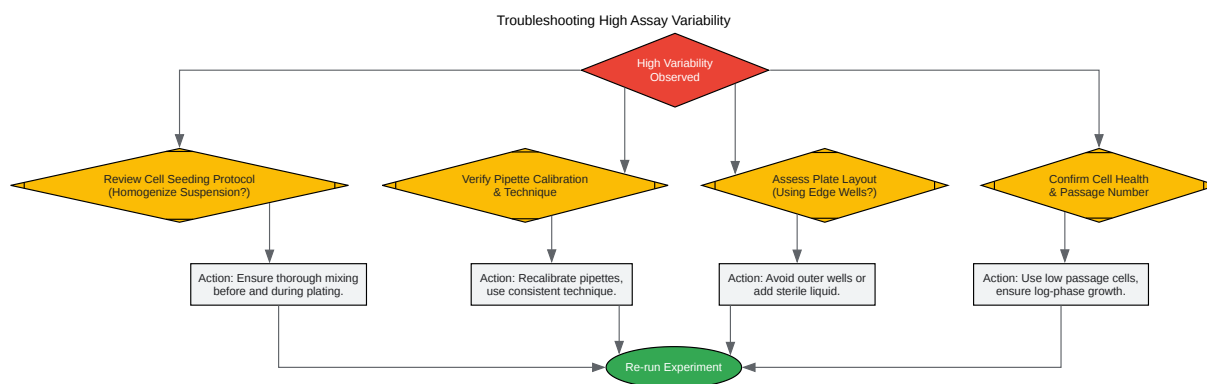 Troubleshooting High Assay Variability
High Variability
Observed
Review Cell Seeding Protocol
(Homogenize Suspension?)
Verify Pipette Calibration
& Technique
Assess Plate Layout
(Using Edge Wells?)
Confirm Cell Health
& Passage Number
Action: Ensure thorough mixing
before and during plating.
Action: Recalibrate pipettes,
use consistent technique.
Action: Avoid outer wells or
add sterile liquid.
Action: Use low passage cells,
ensure log-phase growth.
Re-run Experiment